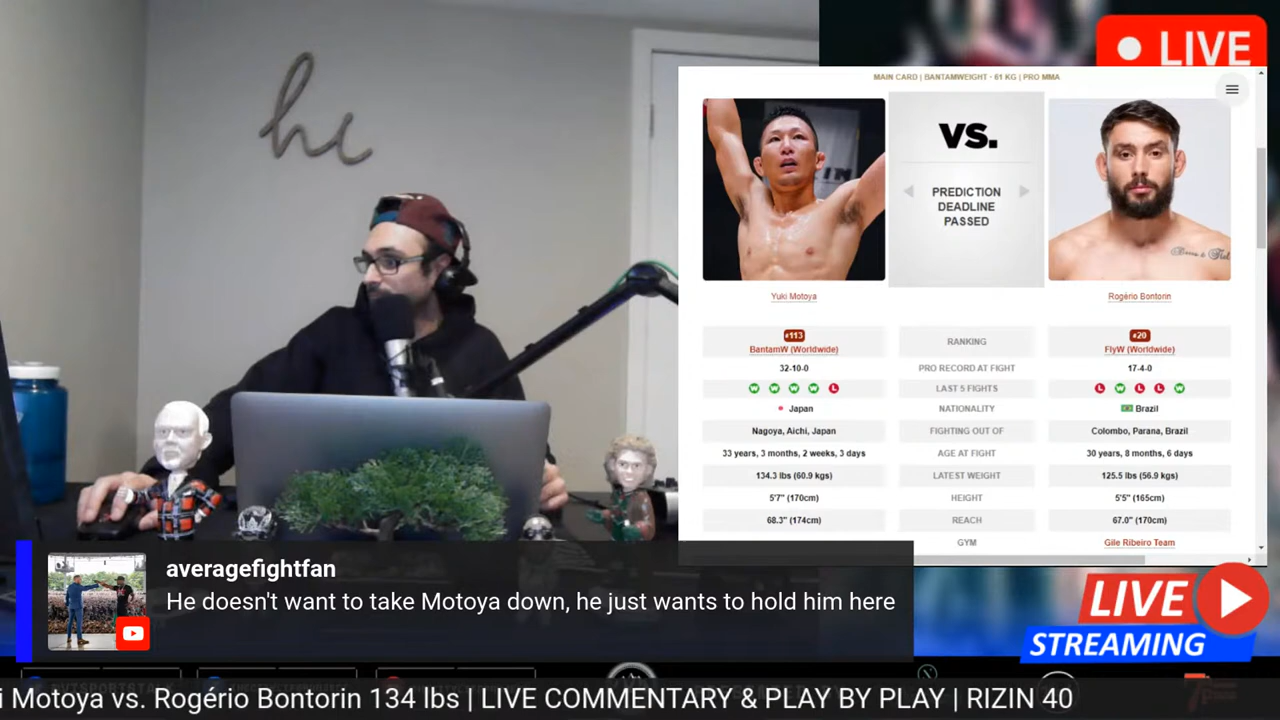 hi
LIVE
MAIN CARD | BANTAMWEIGHT · 61 KG | PRO MMA
VS.
PREDICTION
DEADLINE
PASSED
Yuki Motoya
Rogério Bontorin
#113
BantamW (Worldwide)
RANKING
#20
FlyW (Worldwide)
32-10-0
PRO RECORD AT FIGHT
17-4-0
W W W W L
LAST 5 FIGHTS
L W L L W
Japan
NATIONALITY
Brazil
Nagoya, Aichi, Japan
FIGHTING OUT OF
Colombo, Parana, Brazil
33 years, 3 months, 2 weeks, 3 days
AGE AT FIGHT
30 years, 8 months, 6 days
134.3 lbs (60.9 kgs)
LATEST WEIGHT
125.5 lbs (56.9 kgs)
5'7" (170cm)
HEIGHT
5'5" (165cm)
68.3" (174cm)
REACH
67.0" (170cm)
GYM
Gile Ribeiro Team
averagefightfan
He doesn't want to take Motoya down, he just wants to hold him here
LIVE
STREAMING
i Motoya vs. Rogério Bontorin 134 lbs | LIVE COMMENTARY & PLAY BY PLAY | RIZIN 40